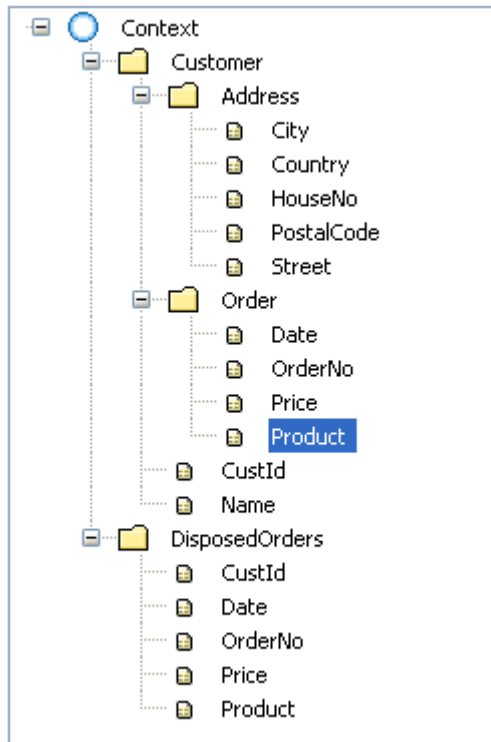 Context
Customer
Address
City
Country
HouseNo
PostalCode
Street
Order
Date
OrderNo
Price
Product
CustId
Name
DisposedOrders
CustId
Date
OrderNo
Price
Product